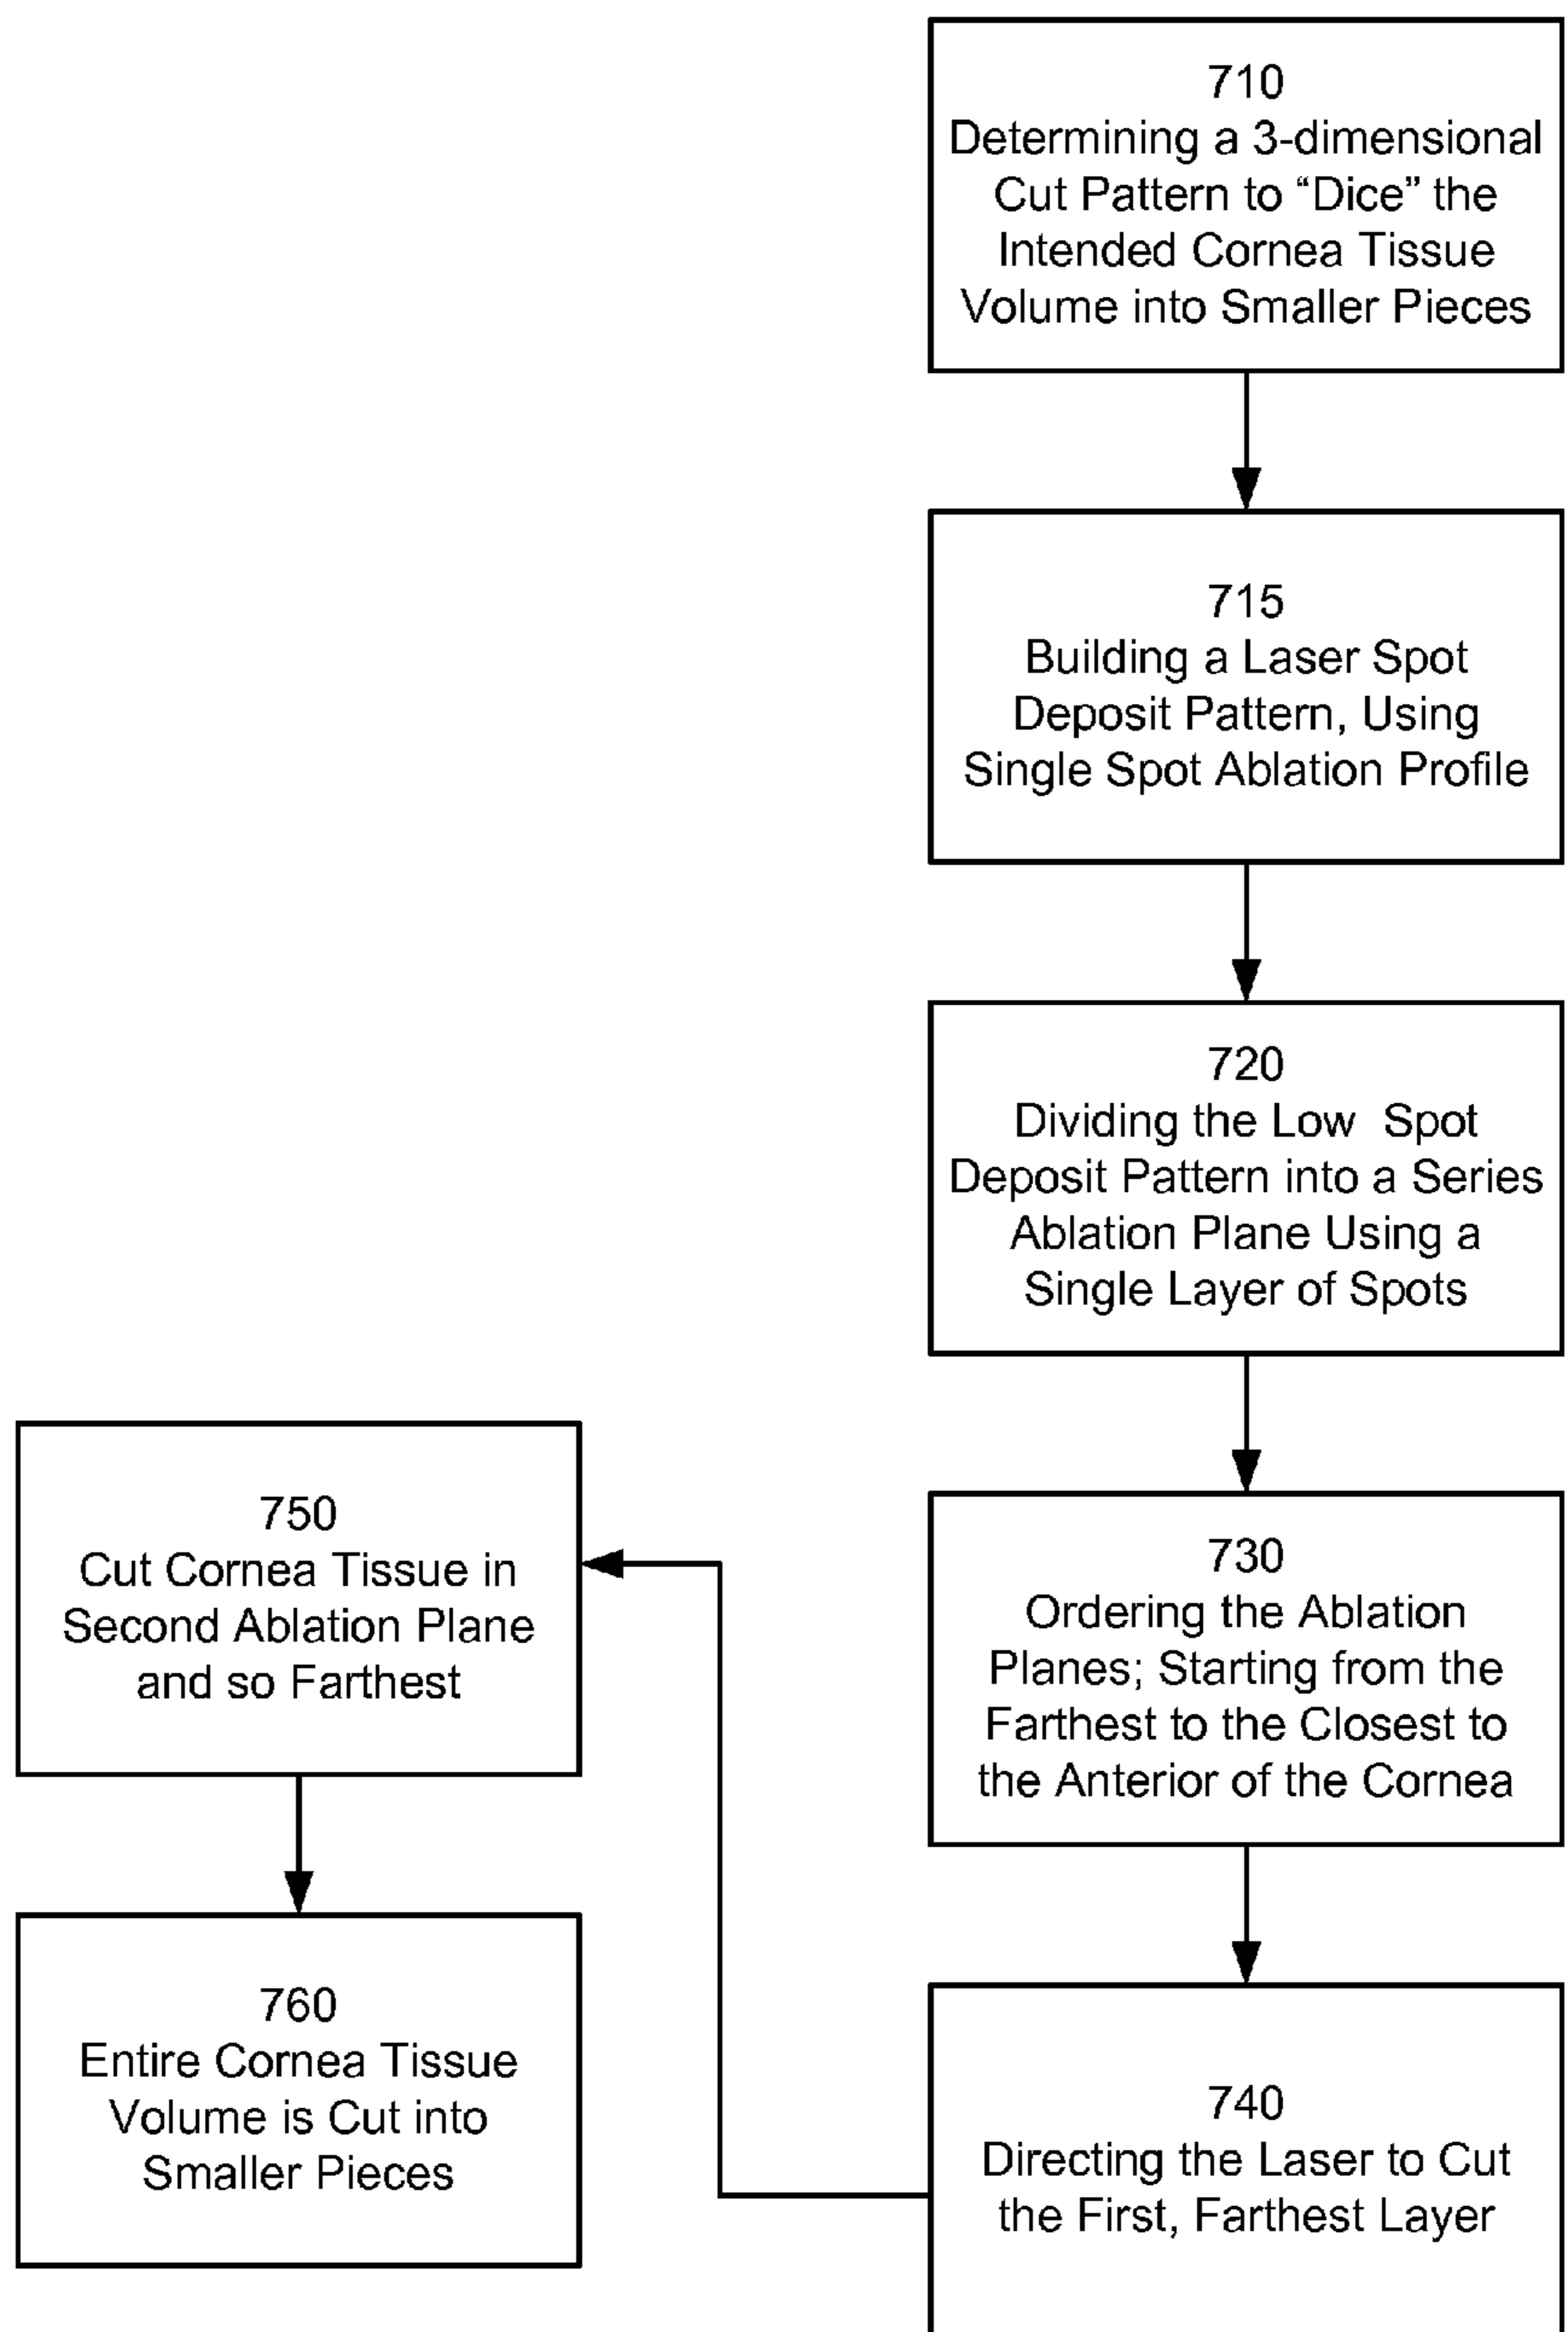 710
Determining a 3-dimensional
Cut Pattern to “Dice” the
Intended Cornea Tissue
Volume into Smaller Pieces
715
Building a Laser Spot
Deposit Pattern, Using
Single Spot Ablation Profile
720
Dividing the Low  Spot
Deposit Pattern into a Series
Ablation Plane Using a
Single Layer of Spots
730
Ordering the Ablation
Planes; Starting from the
Farthest to the Closest to
the Anterior of the Cornea
740
Directing the Laser to Cut
the First, Farthest Layer
750
Cut Cornea Tissue in
Second Ablation Plane
and so Farthest
760
Entire Cornea Tissue
Volume is Cut into
Smaller Pieces